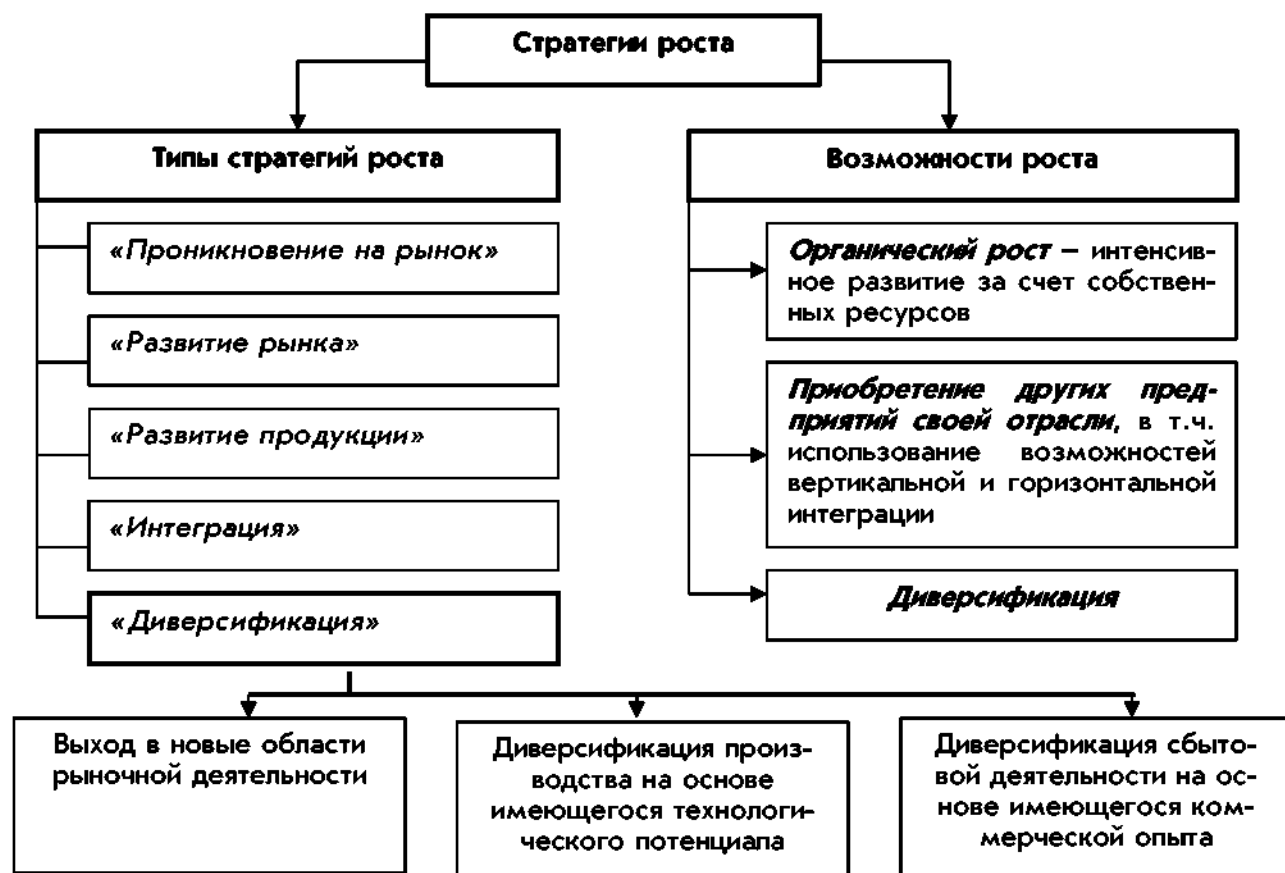 Стратегии роста
Типы стратегий роста
«Проникновение на рынок»
«Развитие рынка»
«Развитие продукции»
«Интеграция»
«Диверсификация»
Возможности роста
Органический рост – интенсив-
ное развитие за счет собствен-
ных ресурсов
Приобретение других пред-
приятий своей отрасли, в т.ч.
использование возможностей
вертикальной и горизонтальной
интеграции
Диверсификация
Выход в новые области
рыночной деятельности
Диверсификация произ-
водства на основе
имеющегося технологи-
ческого потенциала
Диверсификация сбыто-
вой деятельности на ос-
нове имеющегося ком-
мерческой опыта